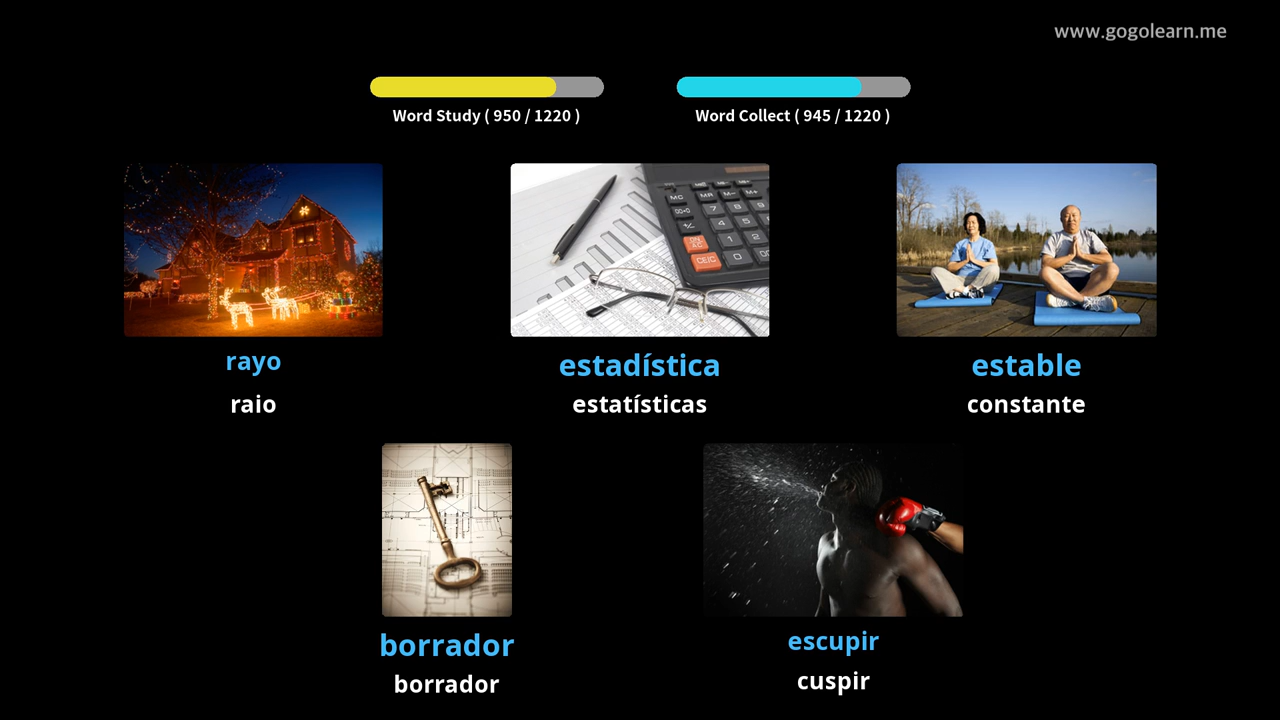 www.gogolearn.me
Word Study ( 950 / 1220 )
Word Collect ( 945 / 1220 )
rayo
raio
estadística
estatísticas
estable
constante
borrador
borrador
escupir
cuspir